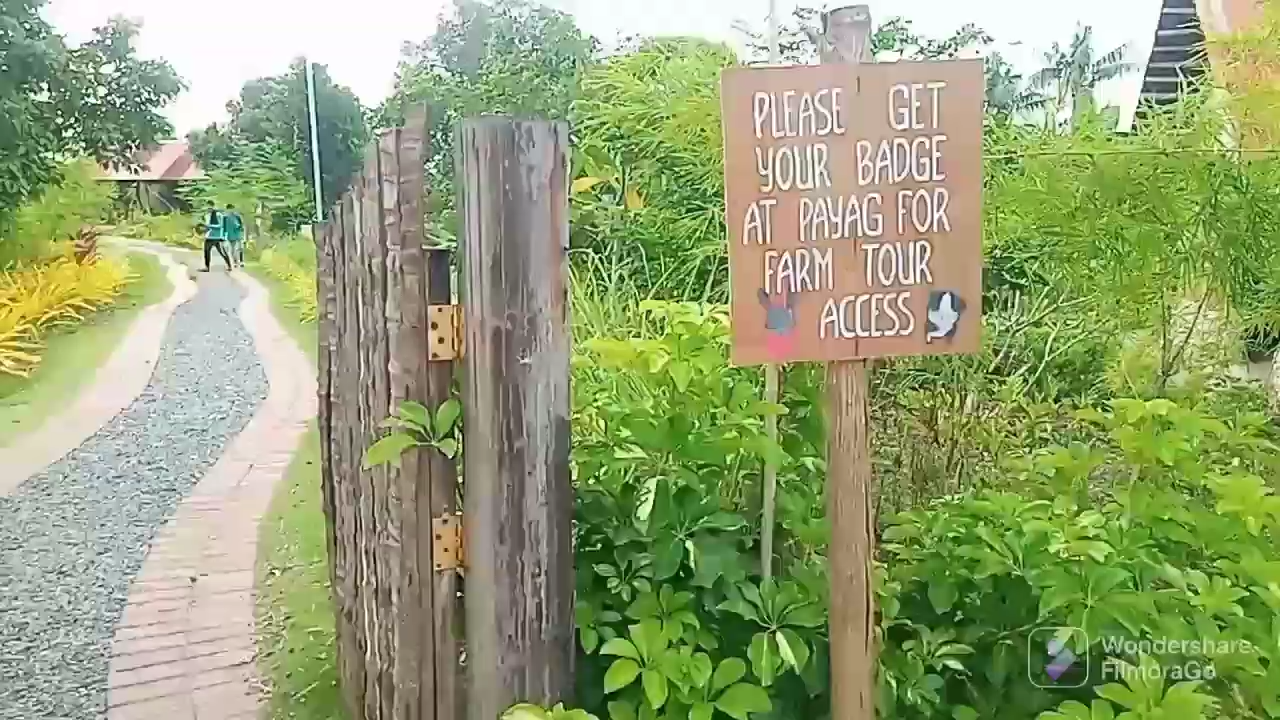 PLEASE GET
YOUR BADGE
AT PAYAG FOR
FARM TOUR
ACCESS
Wondershare
FilmoraGo